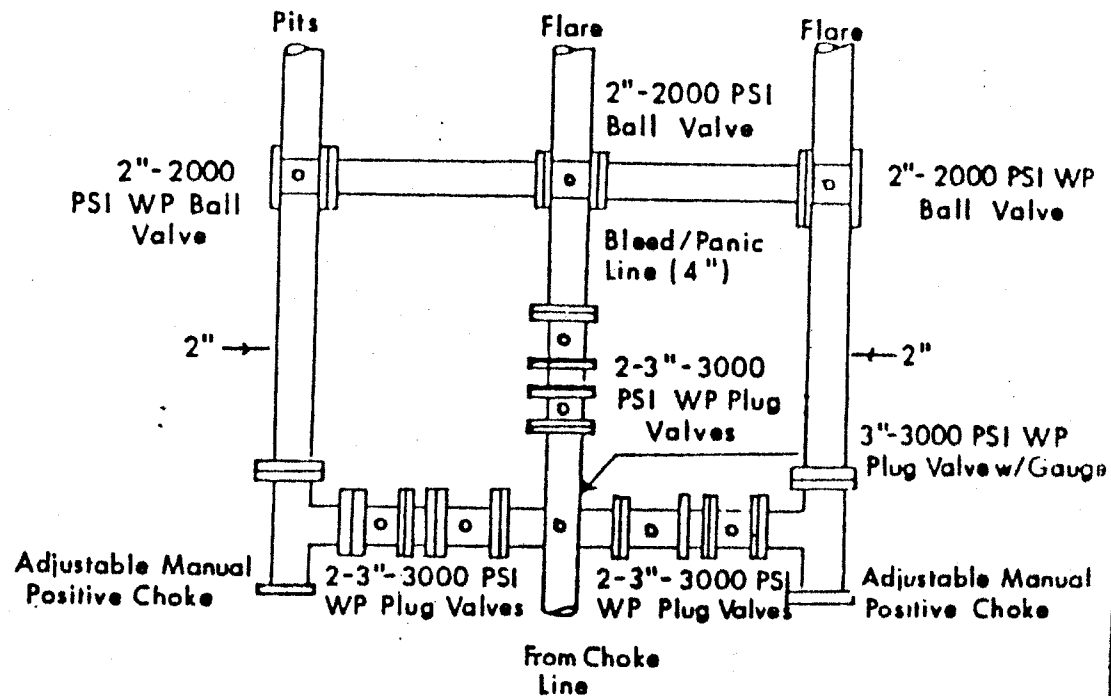 Pits
Flare
Flare
2"-2000 PSI
Ball Valve
2"-2000
PSI WP Ball
Valve
2"-2000 PSI WP
Ball Valve
Bleed/Panic
Line (4")
2"
2"
2-3"-3000
PSI WP Plug
Valves
3"-3000 PSI WP
Plug Valve w/Gauge
Adjustable Manual
Positive Choke
2-3"-3000 PSI
WP Plug Valves
2-3"-3000 PSI
WP Plug Valves
Adjustable Manual
Positive Choke
From Choke
Line